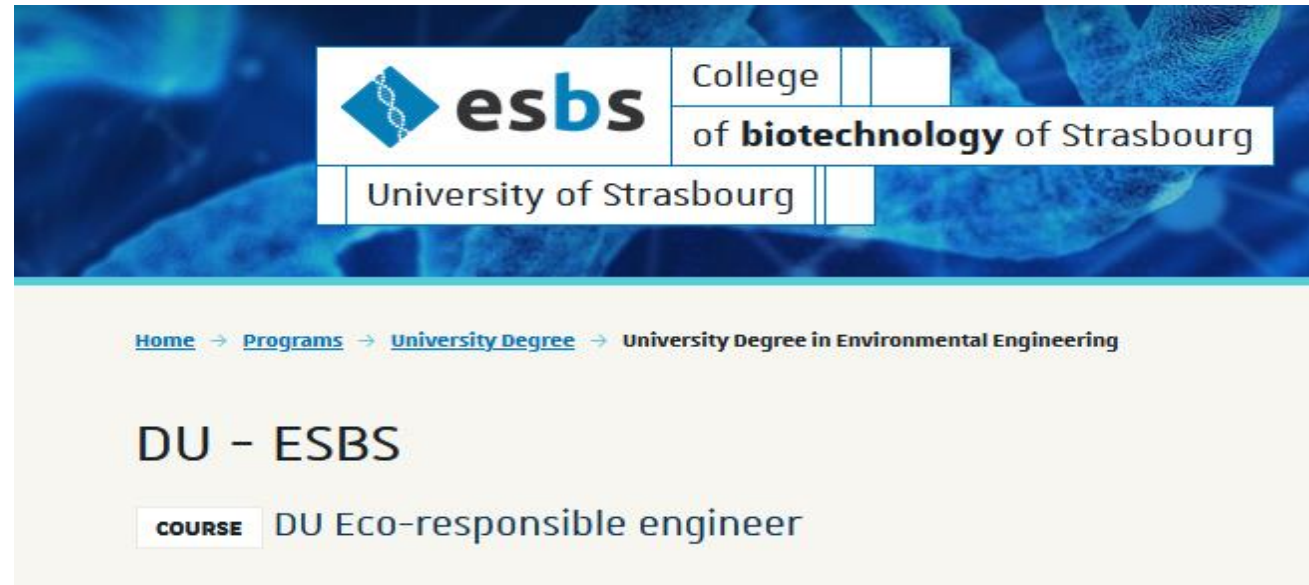 esbs
College
of biotechnology of Strasbourg
University of Strasbourg
Home → Programs → University Degree → University Degree in Environmental Engineering
DU - ESBS
COURSE DU Eco-responsible engineer